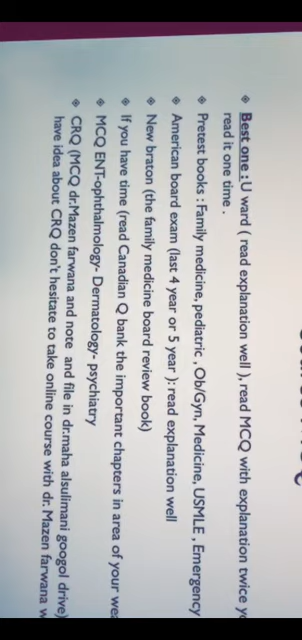 Best one :U ward ( read explanation well ), read MCQ with explanation twice
read it one time .
Pretest books : Family medicine, pediatric , Ob/Gyn, Medicine, USMLE , Emergency
American board exam (last 4 year or 5 year ): read explanation well
New braton (the family medicine board review book)
If you have time (read Canadian Q bank the important chapters in area of your
MCQ ENT-ophthalmology- Dermatology- psychiatry
CRQ (MCQ dr.Mazen farwana and note and file in dr.maha alsulimani googol drive)
have idea about CRQ don't hesitate to take online course with dr. Mazen farwana